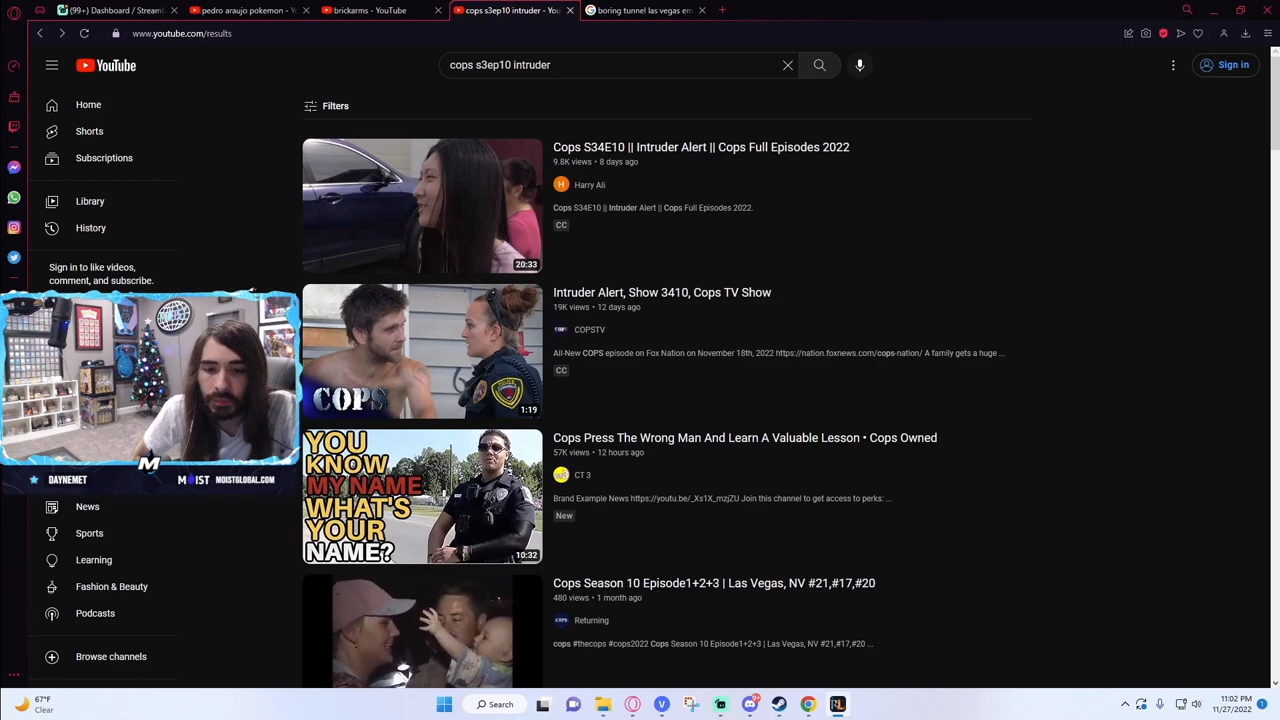 (99+) Dashboard / Streaml
pedro araujo pokemon - You
brickarms - YouTube
cops s3ep10 intruder - You
boring tunnel las vegas em
www.youtube.com/results
YouTube
cops s3ep10 intruder
Sign in
Home
Shorts
Subscriptions
Library
History
Sign in to like videos,
comment, and subscribe.
Filters
20:33
Cops S34E10 || Intruder Alert || Cops Full Episodes 2022
9.8K views • 8 days ago
H
Harry Ali
Cops S34E10 || Intruder Alert || Cops Full Episodes 2022.
CC
COPS
1:19
Intruder Alert, Show 3410, Cops TV Show
19K views • 12 days ago
COPSTV
All-New COPS episode on Fox Nation on November 18th, 2022 https://nation.foxnews.com/cops-nation/ A family gets a huge ...
CC
YOU
KNOW
MY NAME
WHAT'S
YOUR
NAME?
10:32
Cops Press The Wrong Man And Learn A Valuable Lesson • Cops Owned
57K views • 12 hours ago
CT 3
Brand Example News https://youtu.be/_Xs1X_mzjZU Join this channel to get access to perks: ...
New
Cops Season 10 Episode1+2+3 | Las Vegas, NV #21,#17,#20
480 views • 1 month ago
Returning
cops #thecops #cops2022 Cops Season 10 Episode1+2+3 | Las Vegas, NV #21,#17,#20 ...
M
DAYNEMET
MOIST
MOISTGLOBAL.COM
News
Sports
Learning
Fashion & Beauty
Podcasts
Browse channels
67°F
Clear
Search
9+
11:02 PM
11/27/2022